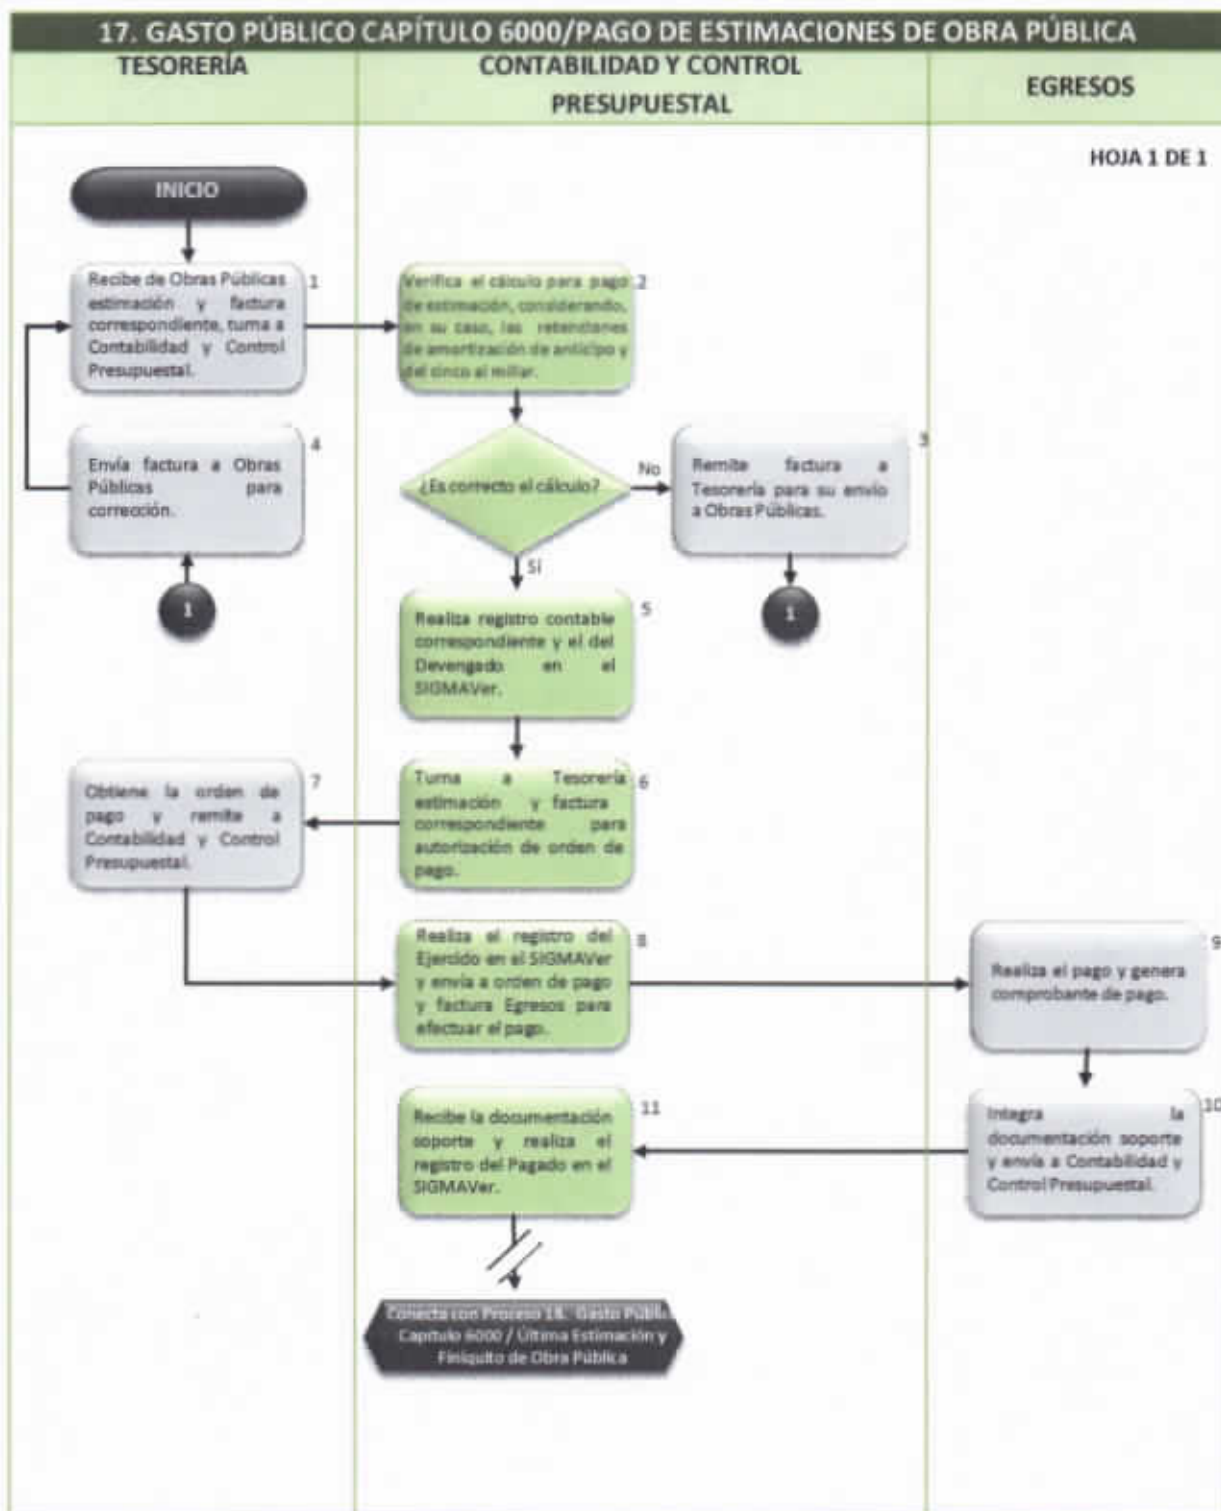 17. GASTO PÚBLICO CAPÍTULO 6000/PAGO DE ESTIMACIONES DE OBRA PÚBLICA
TESORERÍA
CONTABILIDAD Y CONTROL
PRESUPUESTAL
EGRESOS
HOJA 1 DE 1
INICIO
Recibe de Obras Públicas
estimación y factura
correspondiente, turna a
Contabilidad y Control
Presupuestal.
1
Verifica el cálculo para pago
de estimación, considerando,
en su caso, las retenciones
de amortización de anticipo y
del cinco al millar.
2
Envía factura a Obras
Públicas para
corrección.
4
¿Es correcto el cálculo?
No
Remite factura a
Tesorería para su envío
a Obras Públicas.
3
Sí
1
1
Realiza registro contable
correspondiente y el del
Devengado en el
SIGMAVer.
5
Obtiene la orden de
pago y remite a
Contabilidad y Control
Presupuestal.
7
Turna a Tesorería
estimación y factura
correspondiente para
autorización de orden de
pago.
6
Realiza el registro del
Ejercido en el SIGMAVer
y envía a orden de pago
y factura Egresos para
efectuar el pago.
8
Realiza el pago y genera
comprobante de pago.
9
Recibe la documentación
soporte y realiza el
registro del Pagado en el
SIGMAVer.
11
Integra la
documentación soporte
y envía a Contabilidad y
Control Presupuestal.
10
Conecta con Proceso 18. Gasto Públic
Capítulo 6000 / Última Estimación y
Finiquito de Obra Pública